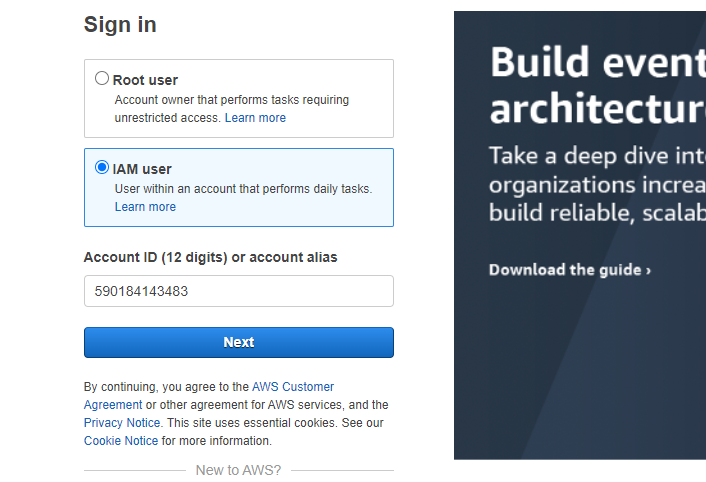 Sign in
Root user
Account owner that performs tasks requiring
unrestricted access. Learn more
IAM user
User within an account that performs daily tasks.
Learn more
Account ID (12 digits) or account alias
590184143483
Next
By continuing, you agree to the AWS Customer
Agreement or other agreement for AWS services, and the
Privacy Notice. This site uses essential cookies. See our
Cookie Notice for more information.
New to AWS?
Build event
architectur
Take a deep dive int
organizations increa
build reliable, scalab
Download the guide ›